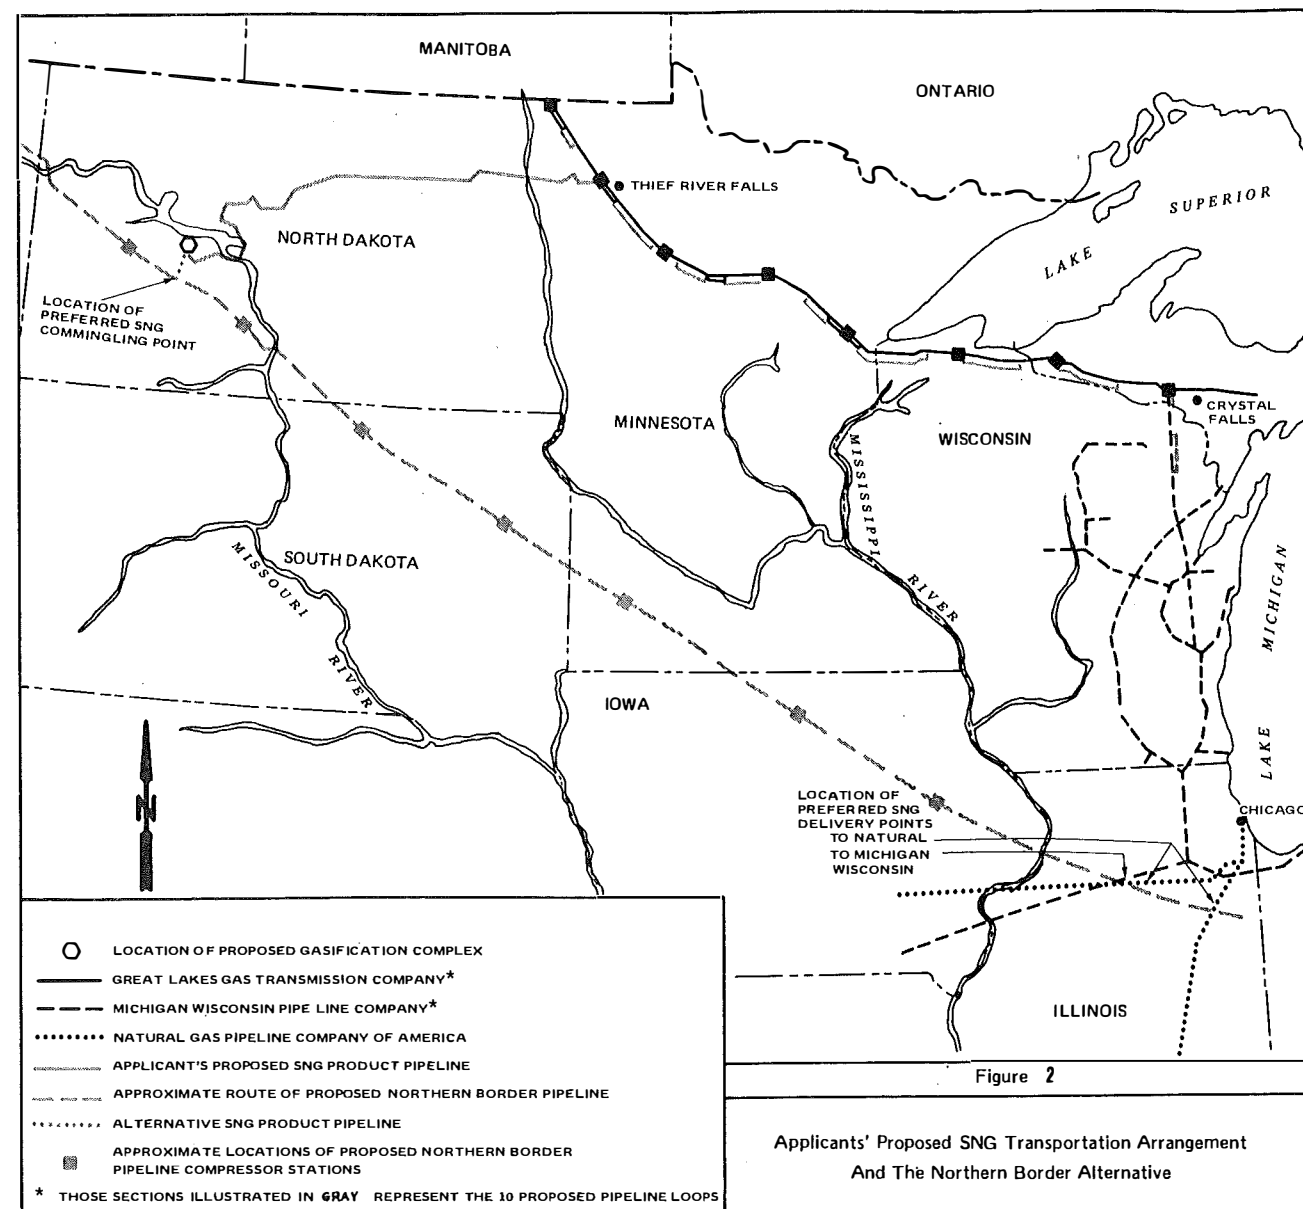 MANITOBA
ONTARIO
THIEF RIVER FALLS
SUPERIOR
LAKE
NORTH DAKOTA
LOCATION OF
PREFERRED SNG
COMMINGLING POINT
CRYSTAL
FALLS
MINNESOTA
WISCONSIN
MISSISSIPPI
RIVER
SOUTH DAKOTA
MISSOURI
RIVER
MICHIGAN
LAKE
IOWA
N
LOCATION OF
PREFERRED SNG
DELIVERY POINTS
TO NATURAL
TO MICHIGAN
WISCONSIN
CHICAGO
ILLINOIS
LOCATION OF PROPOSED GASIFICATION COMPLEX
GREAT LAKES GAS TRANSMISSION COMPANY*
MICHIGAN WISCONSIN PIPE LINE COMPANY*
NATURAL GAS PIPELINE COMPANY OF AMERICA
APPLICANT'S PROPOSED SNG PRODUCT PIPELINE
APPROXIMATE ROUTE OF PROPOSED NORTHERN BORDER PIPELINE
ALTERNATIVE SNG PRODUCT PIPELINE
APPROXIMATE LOCATIONS OF PROPOSED NORTHERN BORDER
PIPELINE COMPRESSOR STATIONS
* THOSE SECTIONS ILLUSTRATED IN GRAY REPRESENT THE 10 PROPOSED PIPELINE LOOPS
Figure 2
Applicants' Proposed SNG Transportation Arrangement
And The Northern Border Alternative